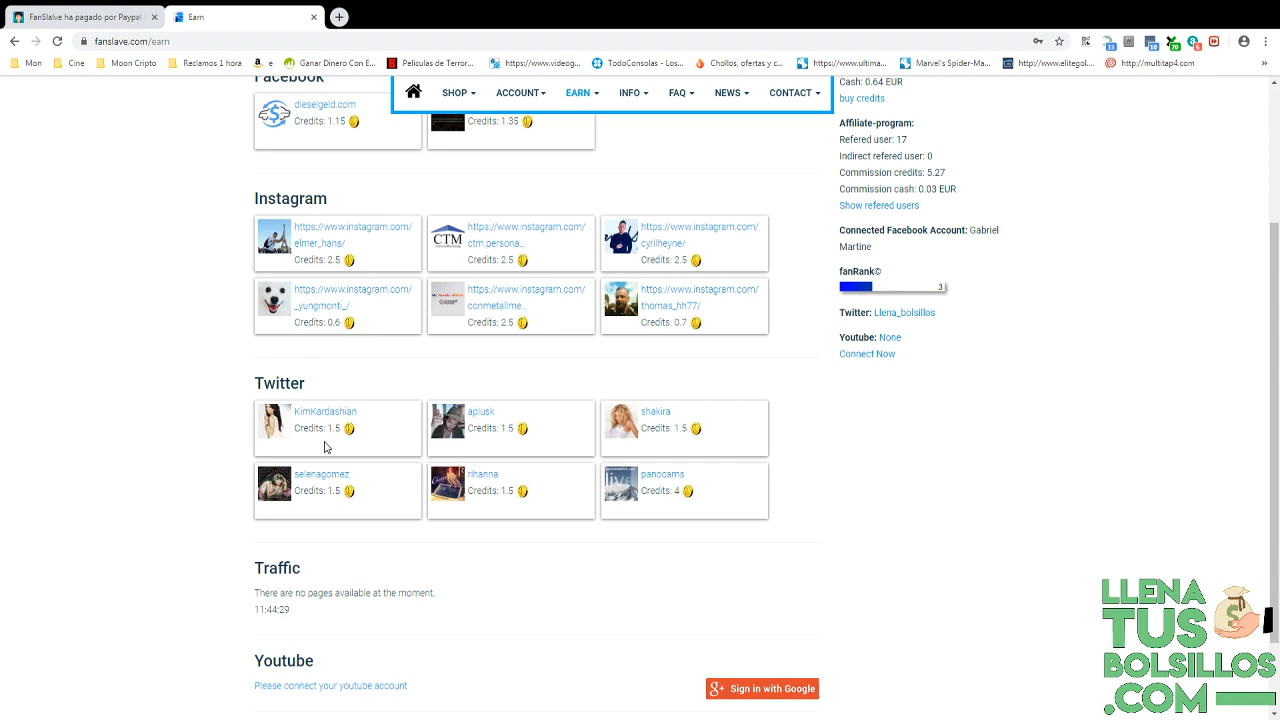 FanSlalve ha pagado por Paypal
Earn
fanslave.com/earn
11
10
70
6
Mon
Cine
Moon Cripto
Reclamos 1 hora
e
Ganar Dinero Con E...
Peliculas de Terror...
https://www.videog...
TodoConsolas - Los...
Chollos, ofertas y c...
https://www.ultima...
Marvel's Spider-Man...
http://www.elitegol...
http://multitap4.com
»
Facebook
SHOP
ACCOUNT
EARN
INFO
FAQ
NEWS
CONTACT
dieselgeld.com
Credits: 1.15
Credits: 1.35
Instagram
https://www.instagram.com/
elmer_hans/
Credits: 2.5
https://www.instagram.com/
ctm.persona...
Credits: 2.5
https://www.instagram.com/
cyrilheyne/
Credits: 2.5
https://www.instagram.com/
_yungmonti_/
Credits: 0.6
https://www.instagram.com/
conmetallme...
Credits: 2.5
https://www.instagram.com/
thomas_hh77/
Credits: 0.7
Twitter
KimKardashian
Credits: 1.5
aplusk
Credits: 1.5
shakira
Credits: 1.5
selenagomez
Credits: 1.5
rihanna
Credits: 1.5
panocams
Credits: 4
Traffic
There are no pages available at the moment.
11:44:29
Youtube
Please connect your youtube account
g+ Sign in with Google
Cash: 0.64 EUR
buy credits
Affiliate-program:
Refered user: 17
Indirect refered user: 0
Commission credits: 5.27
Commission cash: 0.03 EUR
Show refered users
Connected Facebook Account: Gabriel
Martine
fanRank©
3
Twitter: Llena_bolsillos
Youtube: None
Connect Now
CTM
live
LLENA
TUS
BOLSILLOS
.COM